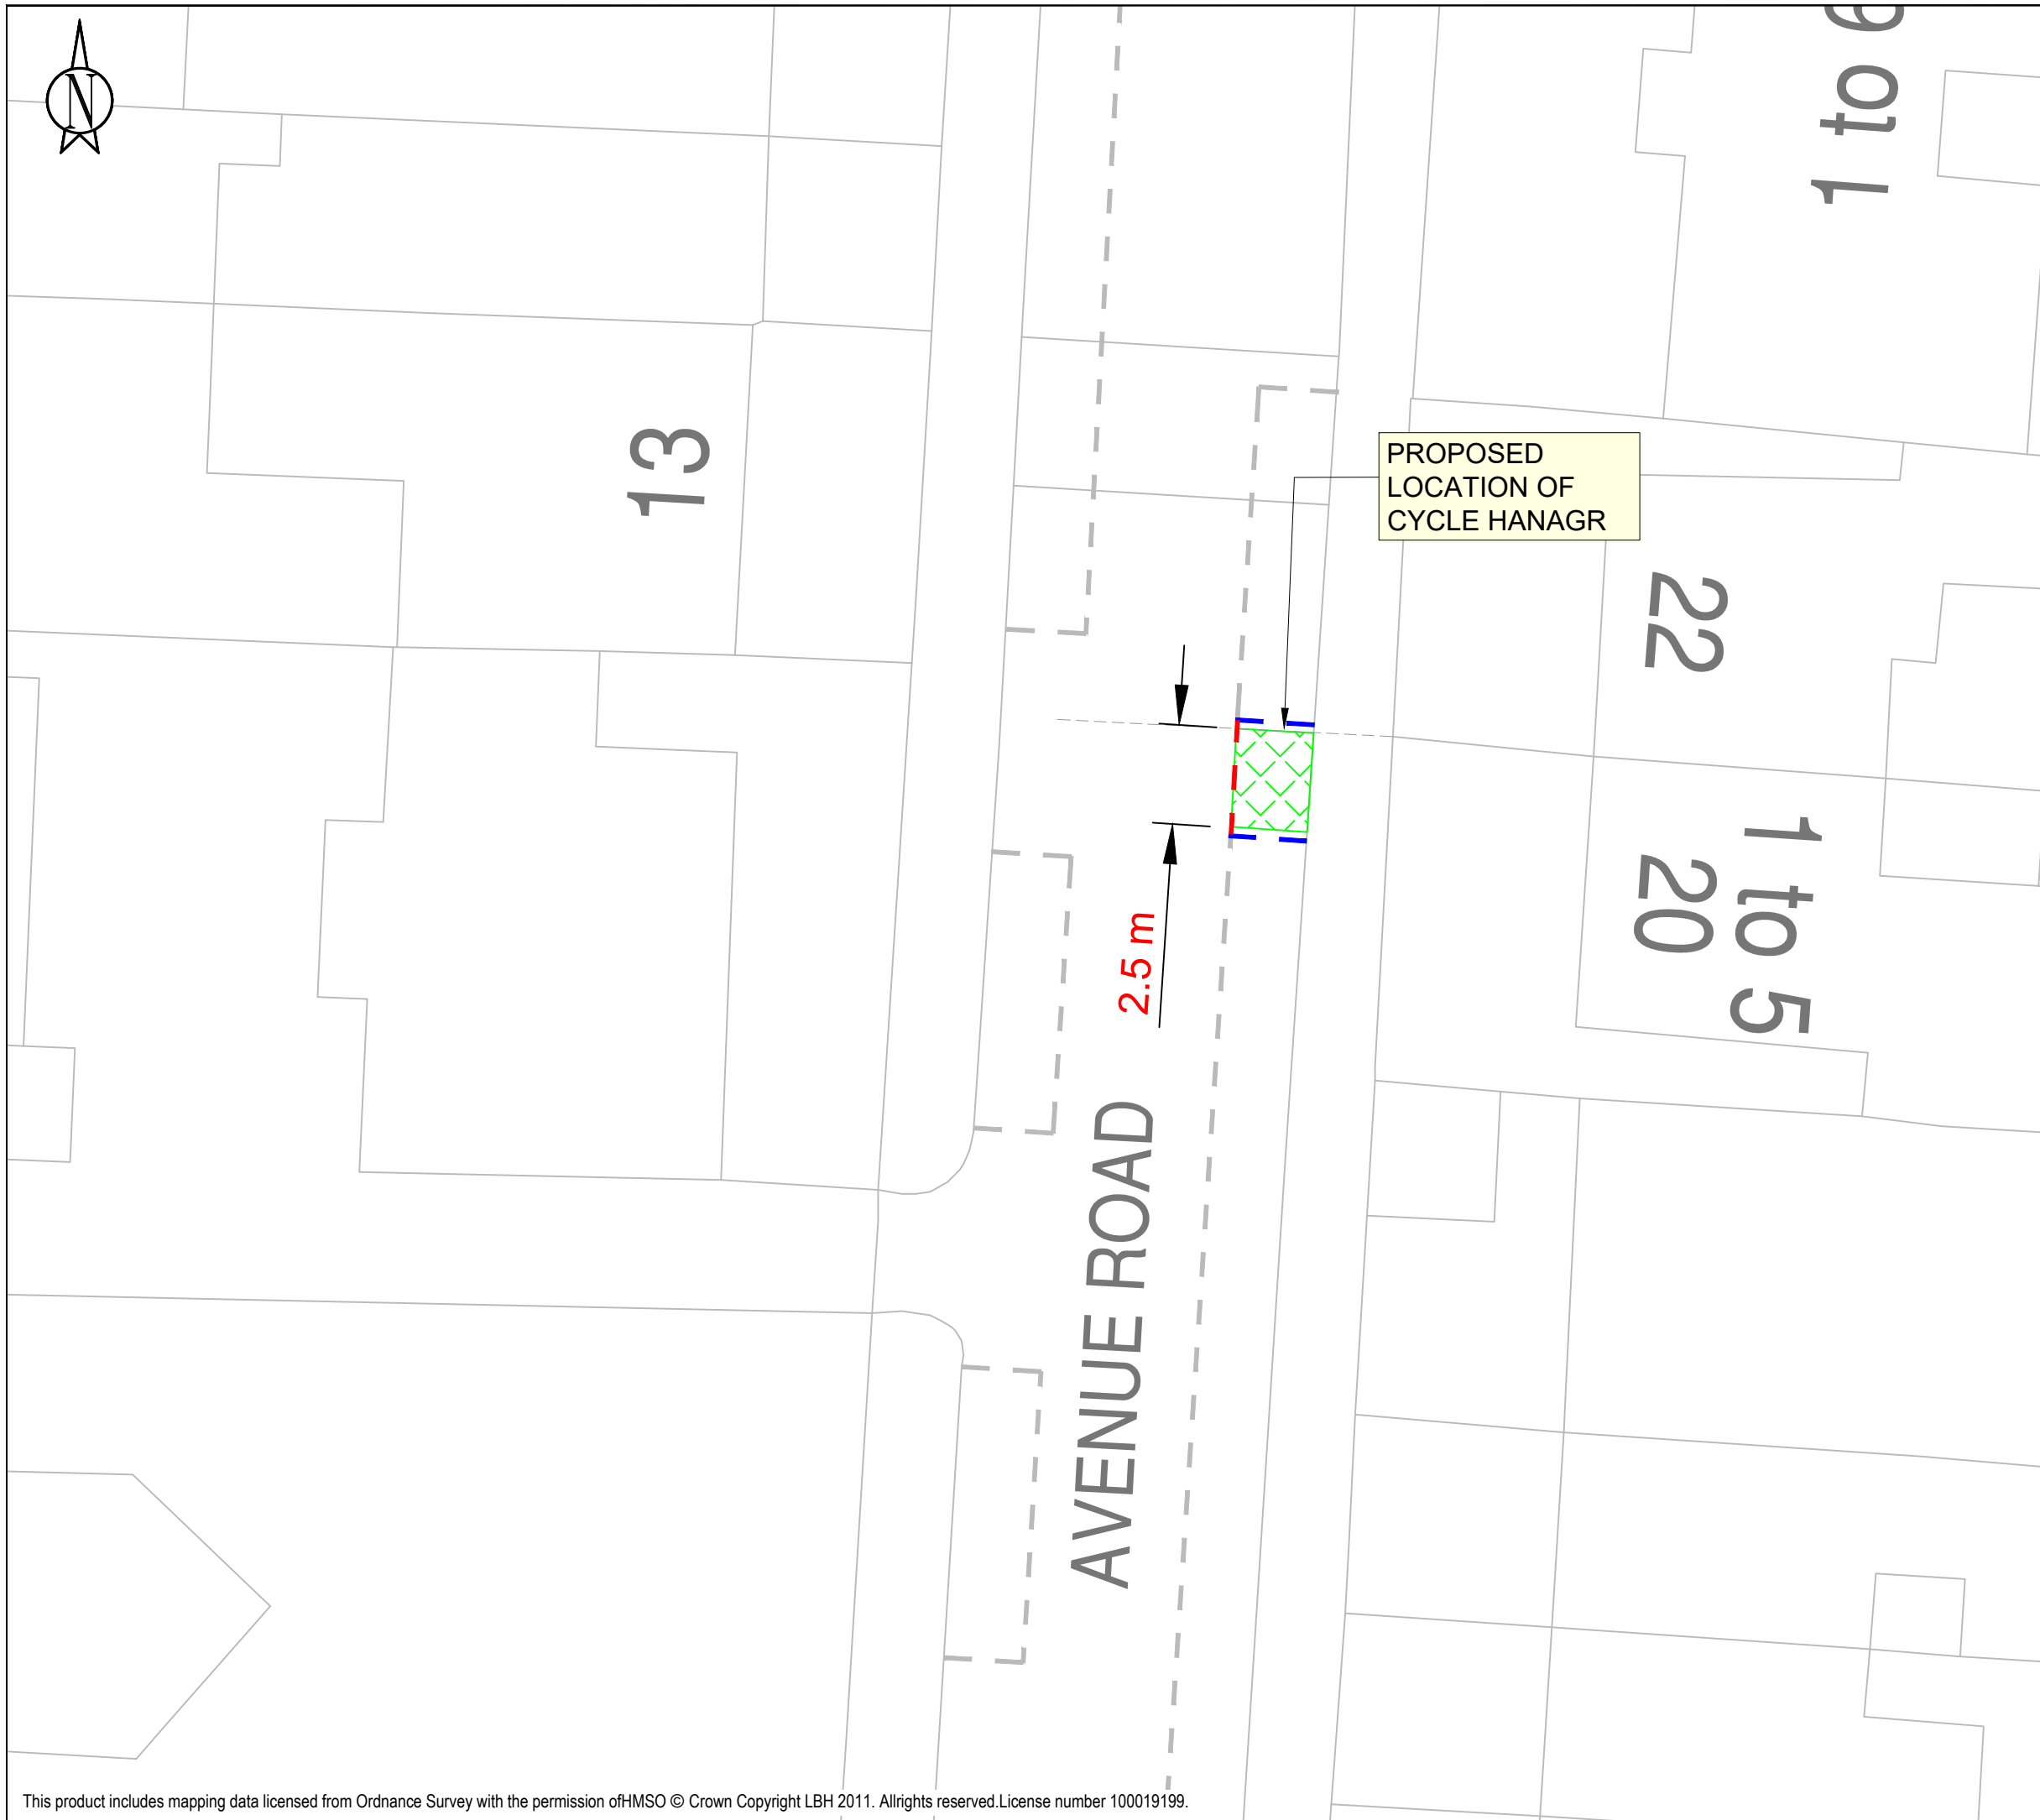 N
1 to 9
13
PROPOSED
LOCATION OF
CYCLE HANAGR
22
1 to 5
20
2.5 m
AVENUE ROAD
This product includes mapping data licensed from Ordnance Survey with the permission ofHMSO © Crown Copyright LBH 2011. Allrights reserved.License number 100019199.